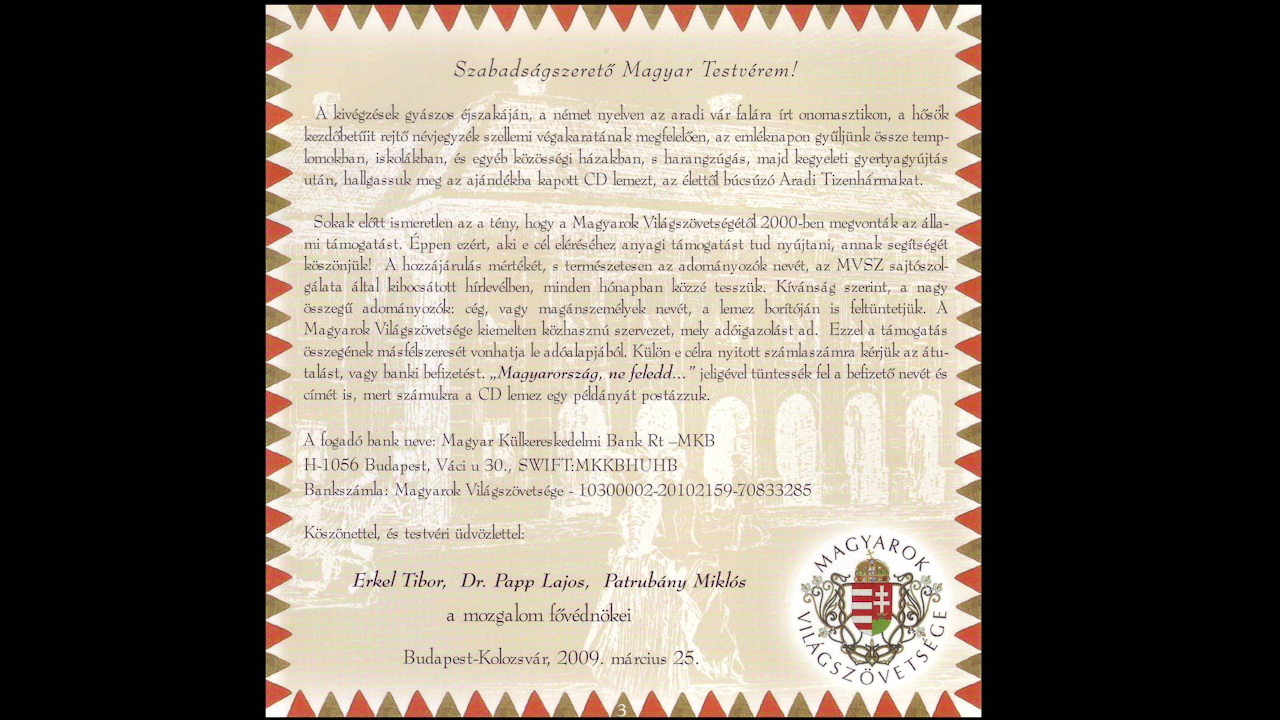 Szabadságszerető Magyar Testvérem!
A kivégzések gyászos éjszakáján, a német nyelven az aradi vár falára írt onomasztikon, a hősök
kezdőbetűit rejtő névjegyzék szellemi végakaratának megfelelően, az emléknapon gyűljünk össze temp-
lomokban, iskolákban, és egyéb közösségi házakban, s harangzúgás, majd kegyeleti gyertyagyújtás
után, hallgassuk meg az ajándékba kapott CD lemezt, az élettől búcsúzó Aradi Tizenhármakat.
Sokak előtt ismeretlen az a tény, hogy a Magyarok Világszövetségétől 2000-ben megvonták az álla-
mi támogatást. Éppen ezért, aki e cél eléréséhez anyagi támogatást tud nyújtani, annak segítségét
köszönjük! A hozzájárulás mértékét, s természetesen az adományozók nevét, az MVSZ sajtószol-
gálata által kibocsátott hírlevélben, minden hónapban közzé tesszük. Kívánság szerint, a nagy
összegű adományozók: cég, vagy magánszemélyek nevét, a lemez borítóján is feltüntetjük. A
Magyarok Világszövetsége kiemelten közhasznú szervezet, mely adóigazolást ad. Ezzel a támogatás
összegének másfélszeresét vonhatja le adóalapjából. Külön e célra nyitott számlaszámra kérjük az átu-
talást, vagy banki befizetést. „Magyarország, ne feledd..." jeligével tüntessék fel a befizető nevét és
címét is, mert számukra a CD lemez egy példányát postázzuk.
A fogadó bank neve: Magyar Külkereskedelmi Bank Rt –MKB
H-1056 Budapest, Váci u 30., SWIFT:MKKBHUHB
Bankszámla: Magyarok Világszövetsége - 10300002-20102159-70833285
Köszönettel, és testvéri üdvözlettel:
Erkel Tibor, Dr. Papp Lajos, Patrubány Miklós
a mozgalom fővédnökei
Budapest-Kolozsvár, 2009. március 25.
MAGYAROK VILÁGSZÖVETSÉGE
3